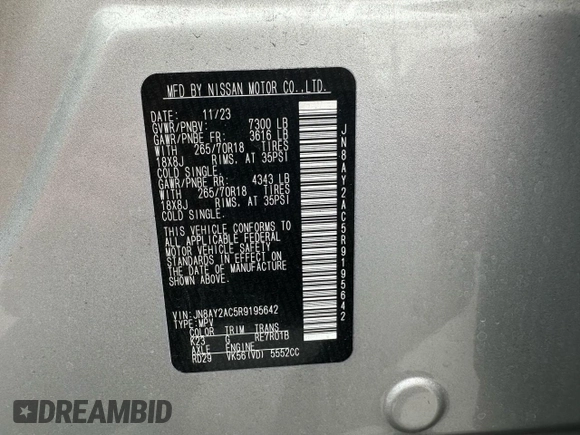 MFD BY NISSAN MOTOR CO.,LTD.
DATE: 11/23
GVWR/PNBV: 7300 LB
GAWR/PNBE FR: 3616 LB
WITH 265/70R18 TIRES
18X8J RIMS. AT 35PSI
COLD SINGLE.
GAWR/PNBE RR: 4343 LB
WITH 265/70R18 TIRES
18X8J RIMS. AT 35PSI
COLD SINGLE.
THIS VEHICLE CONFORMS TO
ALL APPLICABLE FEDERAL
MOTOR VEHICLE SAFETY
STANDARDS IN EFFECT ON
THE DATE OF MANUFACTURE
SHOWN ABOVE.
VIN: JN8AY2AC5R9195642
TYPE: MPV
COLOR TRIM TRANS
K23 G RE7R01B
AXLE ENGINE
RD29 VK56(VD) 5552CC
JN8AY2AC5R9195642
DREAMBID